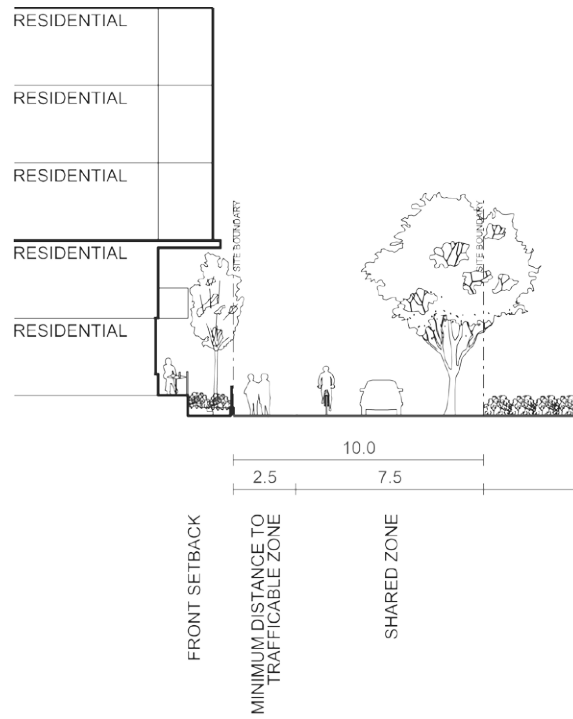 RESIDENTIAL
RESIDENTIAL
RESIDENTIAL
RESIDENTIAL
RESIDENTIAL
SITE BOUNDARY
SITE BOUNDARY
10.0
2.5
7.5
FRONT SETBACK
MINIMUM DISTANCE TO
TRAFFICABLE ZONE
SHARED ZONE